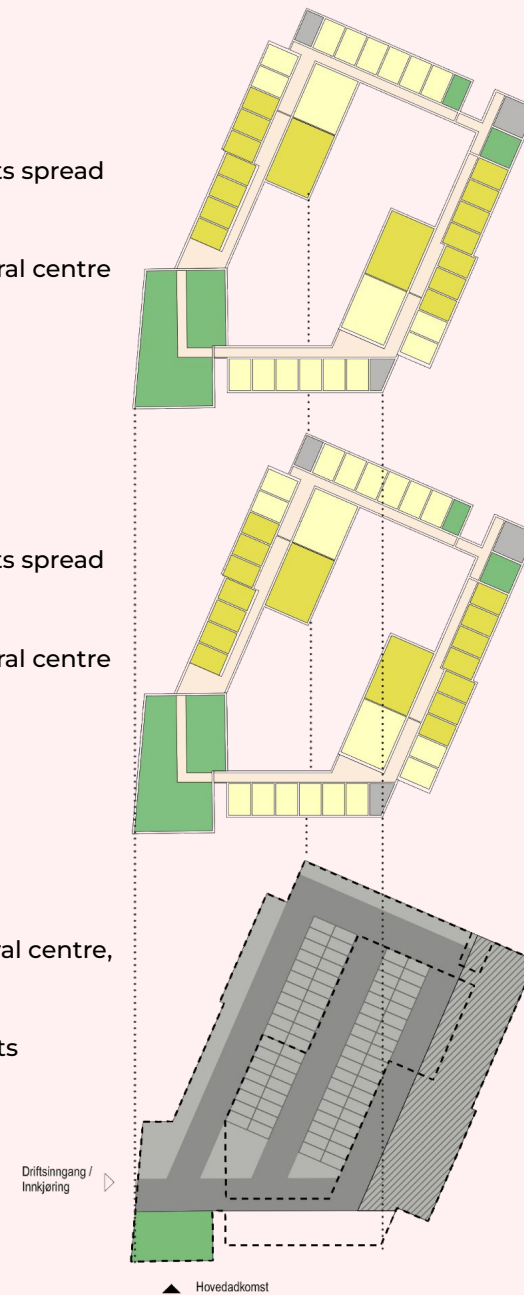 ts spread
ral centre
ts spread
ral centre
ral centre,
ts
Driftsinngang /
Innkjøring
Hovedadkomst